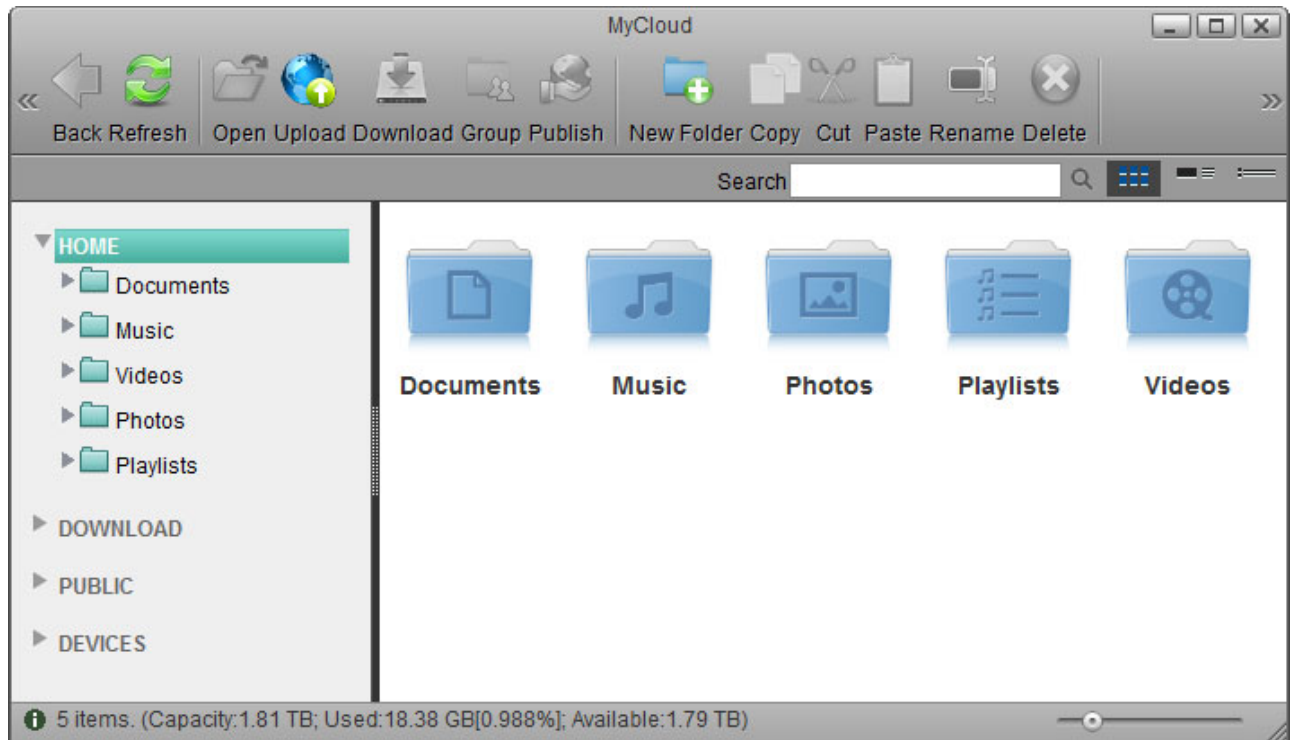 MyCloud
Back Refresh Open Upload Download Group Publish New Folder Copy Cut Paste Rename Delete
Search
HOME
Documents
Music
Videos
Photos
Playlists
DOWNLOAD
PUBLIC
DEVICES
Documents Music Photos Playlists Videos
5 items. (Capacity:1.81 TB; Used:18.38 GB[0.988%]; Available:1.79 TB)